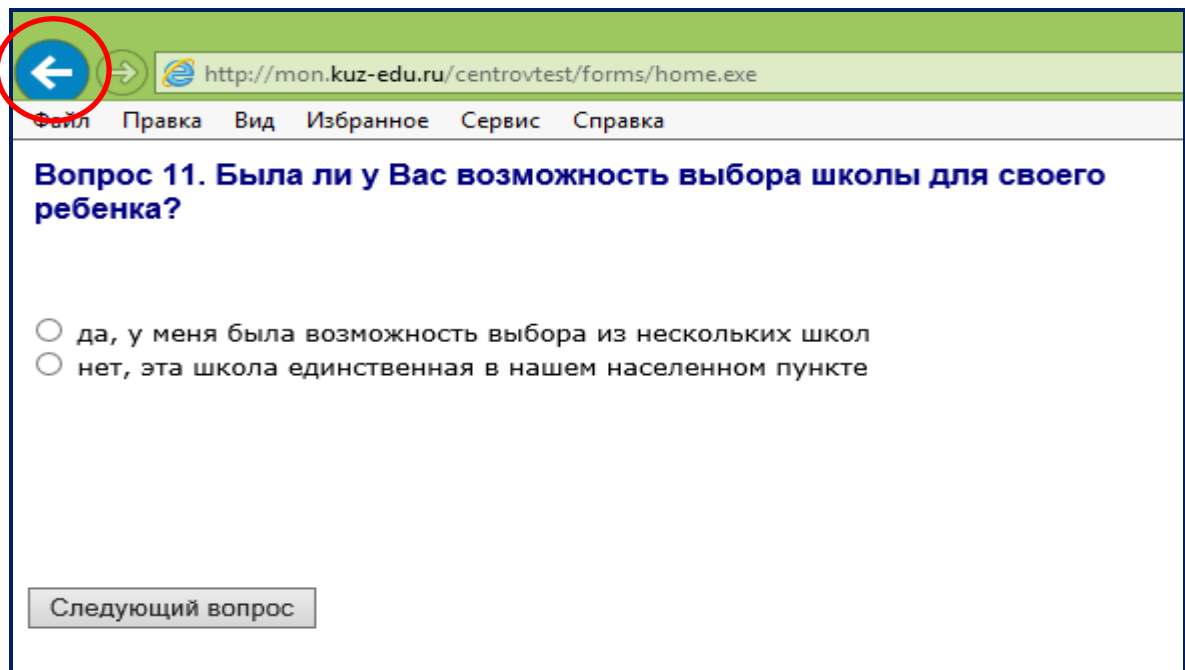 http://mon.kuz-edu.ru/centrovtest/forms/home.exe
Файл Правка Вид Избранное Сервис Справка
Вопрос 11. Была ли у Вас возможность выбора школы для своего
ребенка?
да, у меня была возможность выбора из нескольких школ
нет, эта школа единственная в нашем населенном пункте
Следующий вопрос